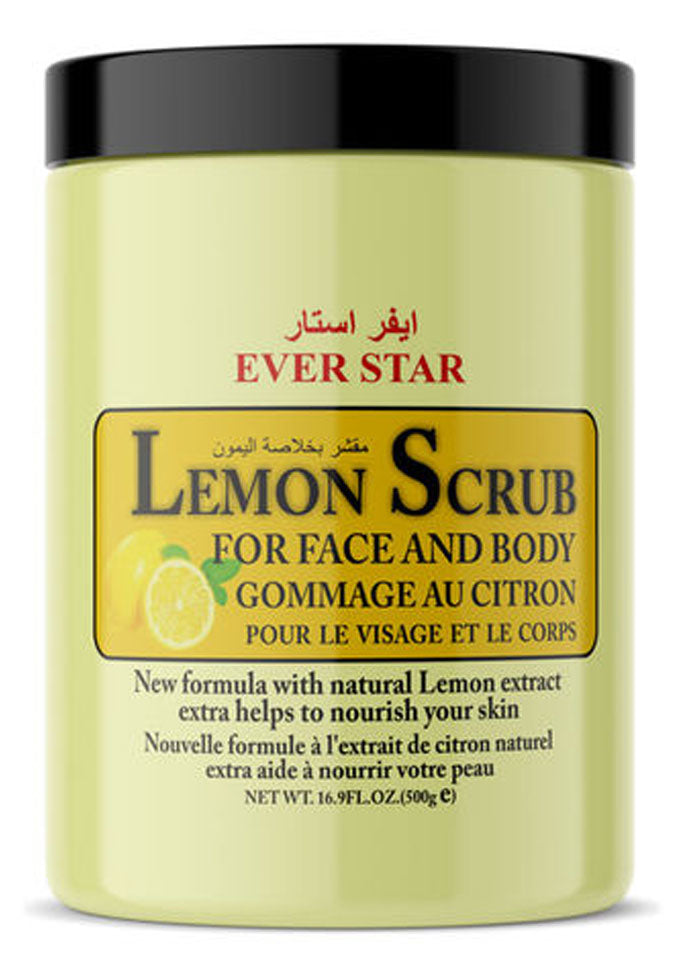 ايفر استار
EVER STAR
مقشر بخلاصة اليمون
LEMON SCRUB
FOR FACE AND BODY
GOMMAGE AU CITRON
POUR LE VISAGE ET LE CORPS
New formula with natural Lemon extract
extra helps to nourish your skin
Nouvelle formule à l'extrait de citron naturel
extra aide à nourrir votre peau
NET WT. 16.9FL.OZ.(500g e)